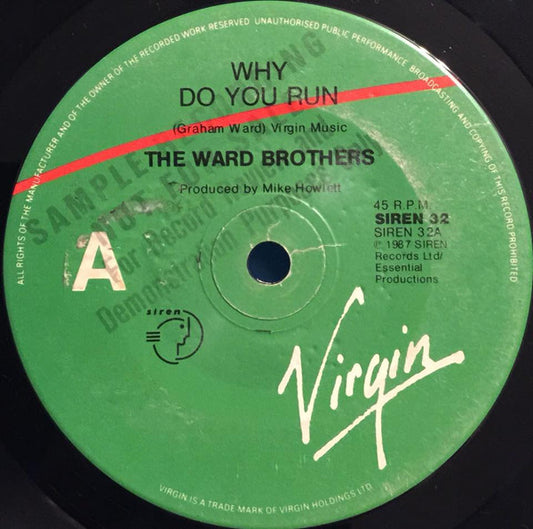 ALL RIGHTS OF THE MANUFACTURER AND OF THE OWNER OF THE RECORDED WORK RESERVED UNAUTHORISED PUBLIC PERFORMANCE BROADCASTING AND COPYING OF THIS RECORD PROHIBITED
WHY
DO YOU RUN
(Graham Ward) Virgin Music
THE WARD BROTHERS
Produced by Mike Howlett
SAMPLE
NOT FOR
For
Demonstration Purpose
A
45 R.P.M.
SIREN 32
SIREN 32A
℗ 1987 SIREN
Records Ltd/
Essential
Productions
siren
Virgin
VIRGIN IS A TRADE MARK OF VIRGIN HOLDINGS LTD.